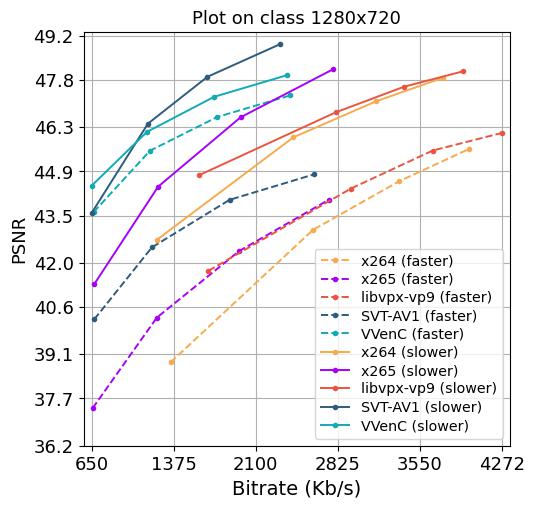 Plot on class 1280x720
49.2
47.8
46.3
44.9
43.5
42.0
40.6
39.1
37.7
36.2
PSNR
x264 (faster)
x265 (faster)
libvpx-vp9 (faster)
SVT-AV1 (faster)
VVenC (faster)
x264 (slower)
x265 (slower)
libvpx-vp9 (slower)
SVT-AV1 (slower)
VVenC (slower)
650 1375 2100 2825 3550 4272
Bitrate (Kb/s)